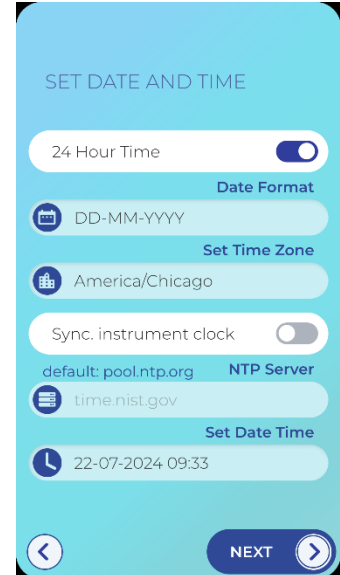 SET DATE AND TIME
24 Hour Time
Date Format
DD-MM-YYYY
Set Time Zone
America/Chicago
Sync. instrument clock
default: pool.ntp.org NTP Server
time.nist.gov
Set Date Time
22-07-2024 09:33
NEXT